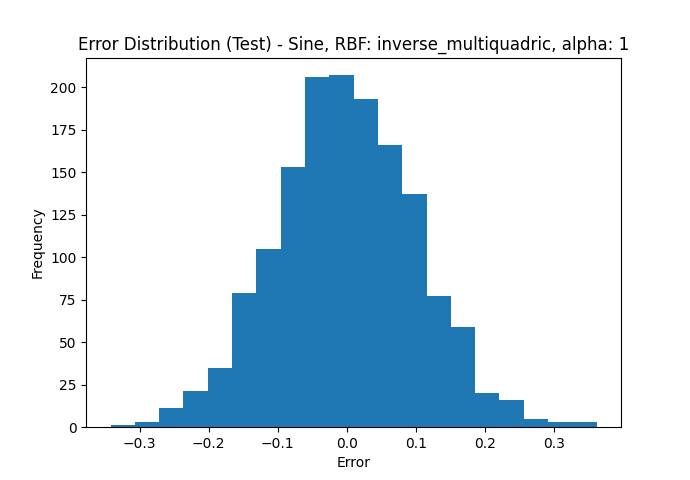 Error Distribution (Test) - Sine, RBF: inverse_multiquadric, alpha: 1
200
175
150
125
100
75
50
25
0
Frequency
−0.3 −0.2 −0.1 0.0 0.1 0.2 0.3
Error